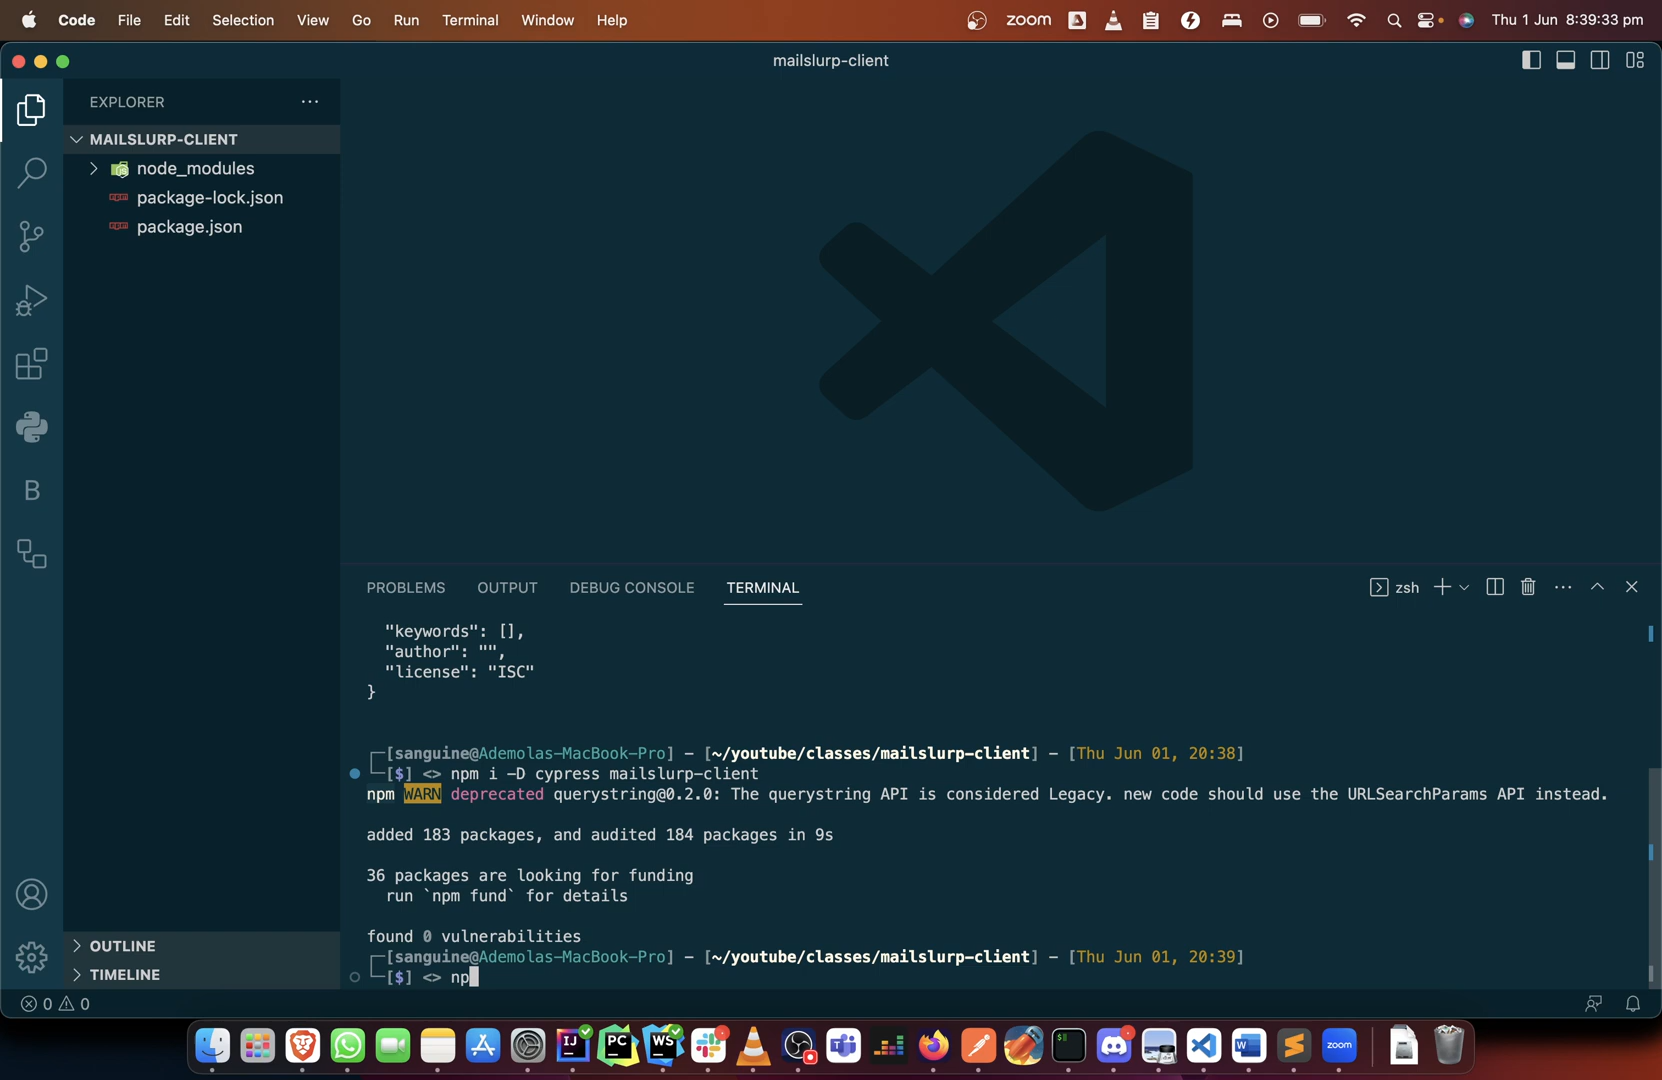 Code File Edit Selection View Go Run Terminal Window Help zoom Thu 1 Jun 8:39:33 pm
mailslurp-client
EXPLORER
MAILSLURP-CLIENT
node_modules
package-lock.json
package.json
B
OUTLINE
TIMELINE
PROBLEMS OUTPUT DEBUG CONSOLE TERMINAL zsh
"keywords": [],
"author": "",
"license": "ISC"
}
[sanguine@Ademolas-MacBook-Pro] - [~/youtube/classes/mailslurp-client] - [Thu Jun 01, 20:38]
[$] <> npm i -D cypress mailslurp-client
npm WARN deprecated querystring@0.2.0: The querystring API is considered Legacy. new code should use the URLSearchParams API instead.
added 183 packages, and audited 184 packages in 9s
36 packages are looking for funding
run `npm fund` for details
found 0 vulnerabilities
[sanguine@Ademolas-MacBook-Pro] - [~/youtube/classes/mailslurp-client] - [Thu Jun 01, 20:39]
[$] <> np
0 0
IJ PC WS W zoom